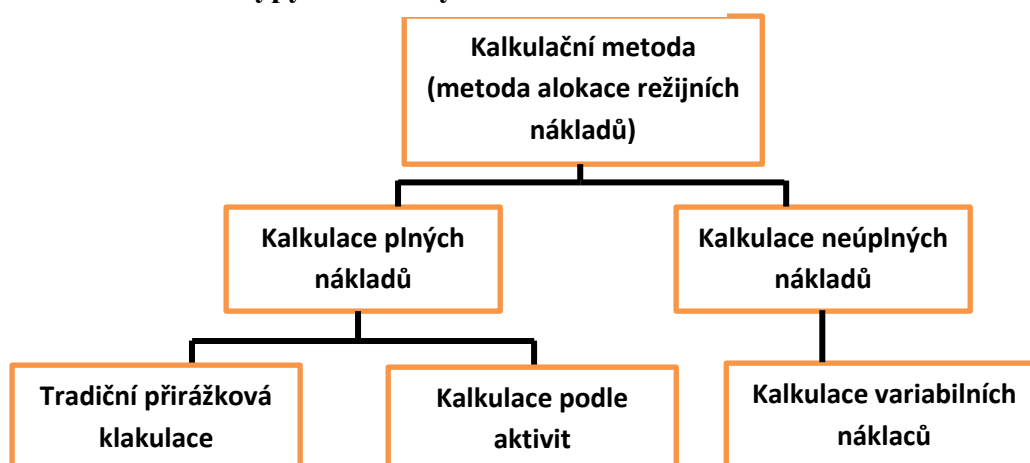 Kalkulační metoda
(metoda alokace režijních
nákladů)
Kalkulace plných
nákladů
Kalkulace neúplných
nákladů
Tradiční přirážková
klakulace
Kalkulace podle
aktivit
Kalkulace variabilních
náklaců